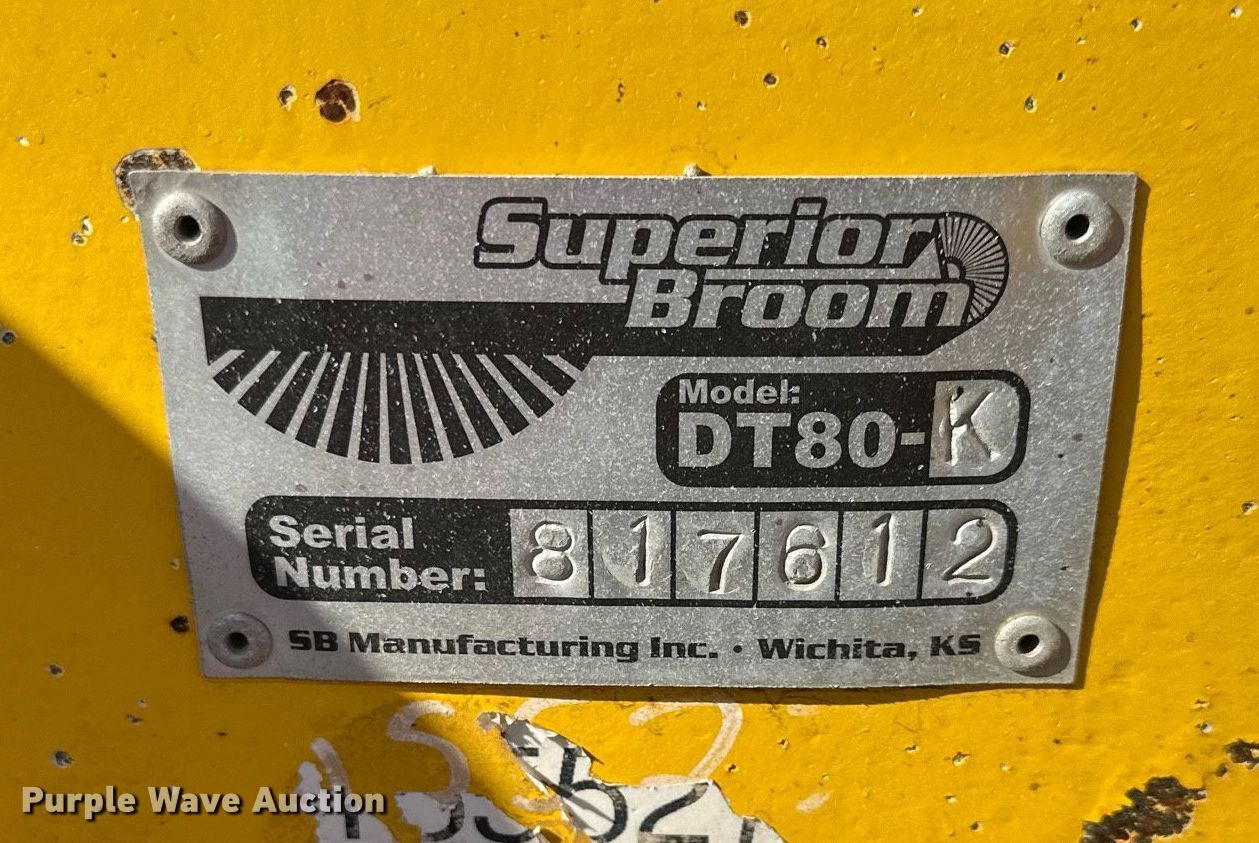 Superior
Broom
Model:
DT80-K
Serial
Number: 817612
SB Manufacturing Inc. • Wichita, KS
Purple Wave Auction